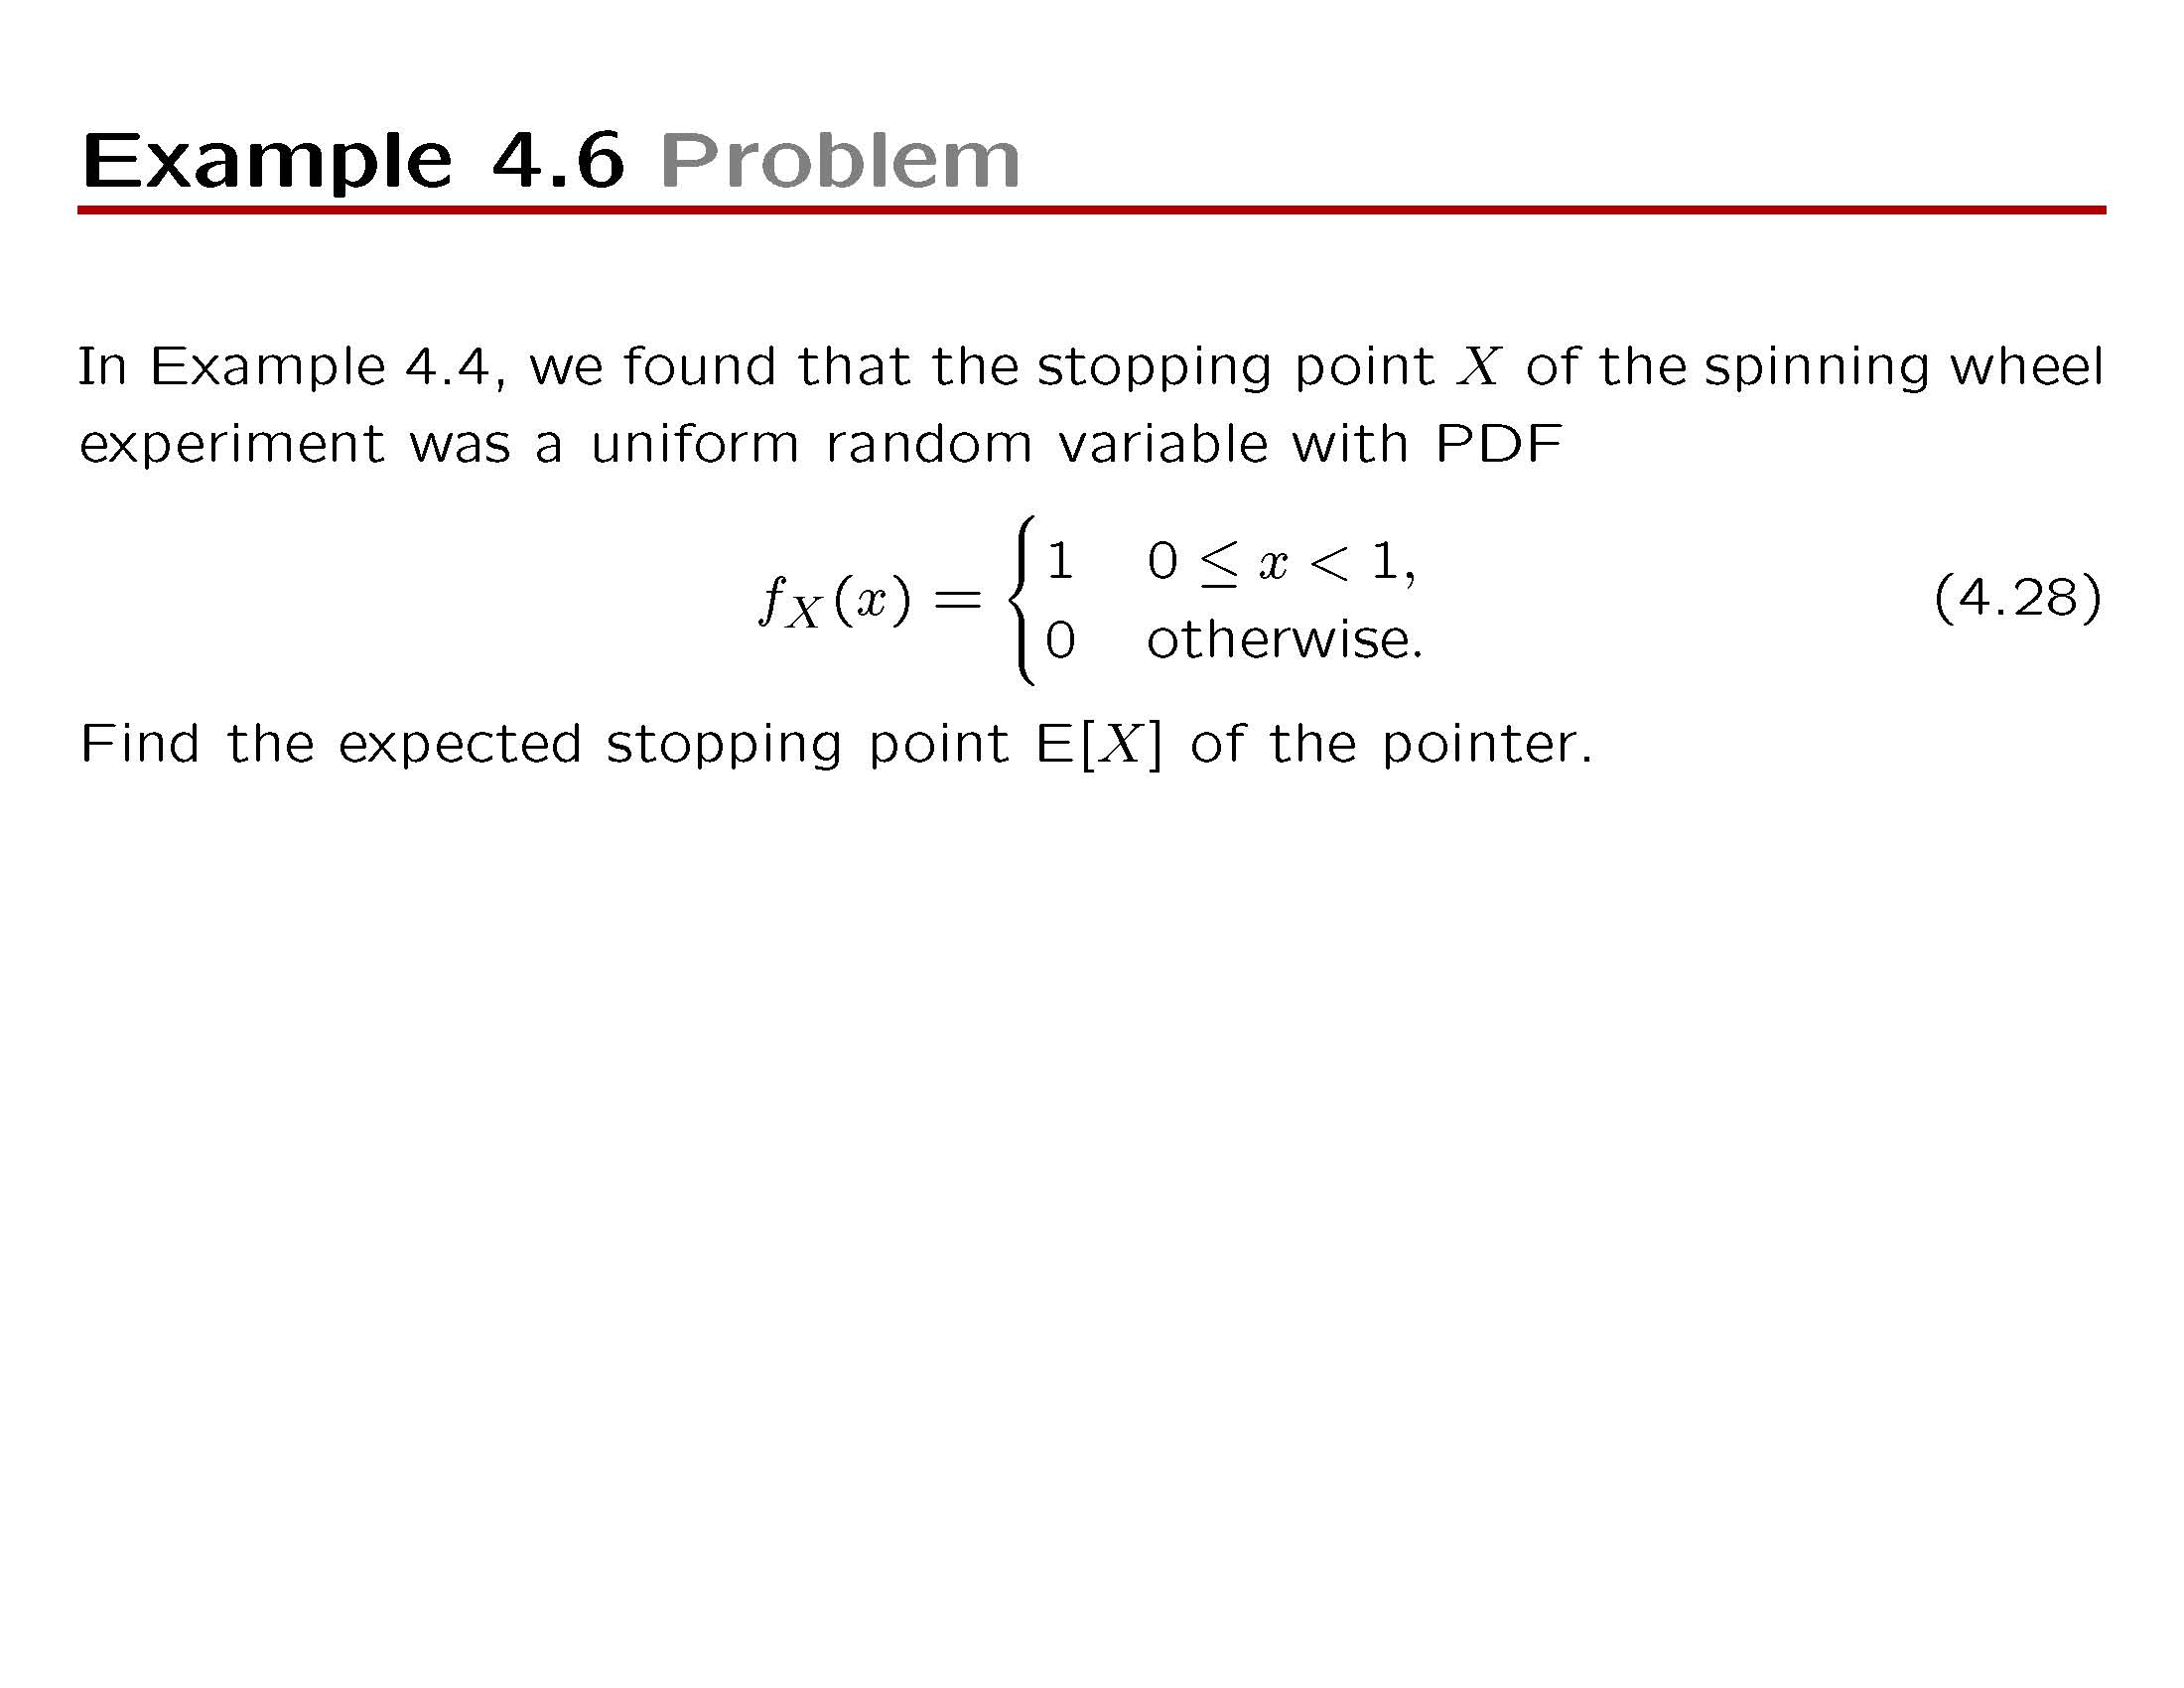 Example 4.6 Problem
In Example 4.4, we found that the stopping point X of the spinning wheel
experiment was a uniform random variable with PDF
f_X(x) = { 1 0 ≤ x < 1, 0 otherwise. (4.28)
Find the expected stopping point E[X] of the pointer.